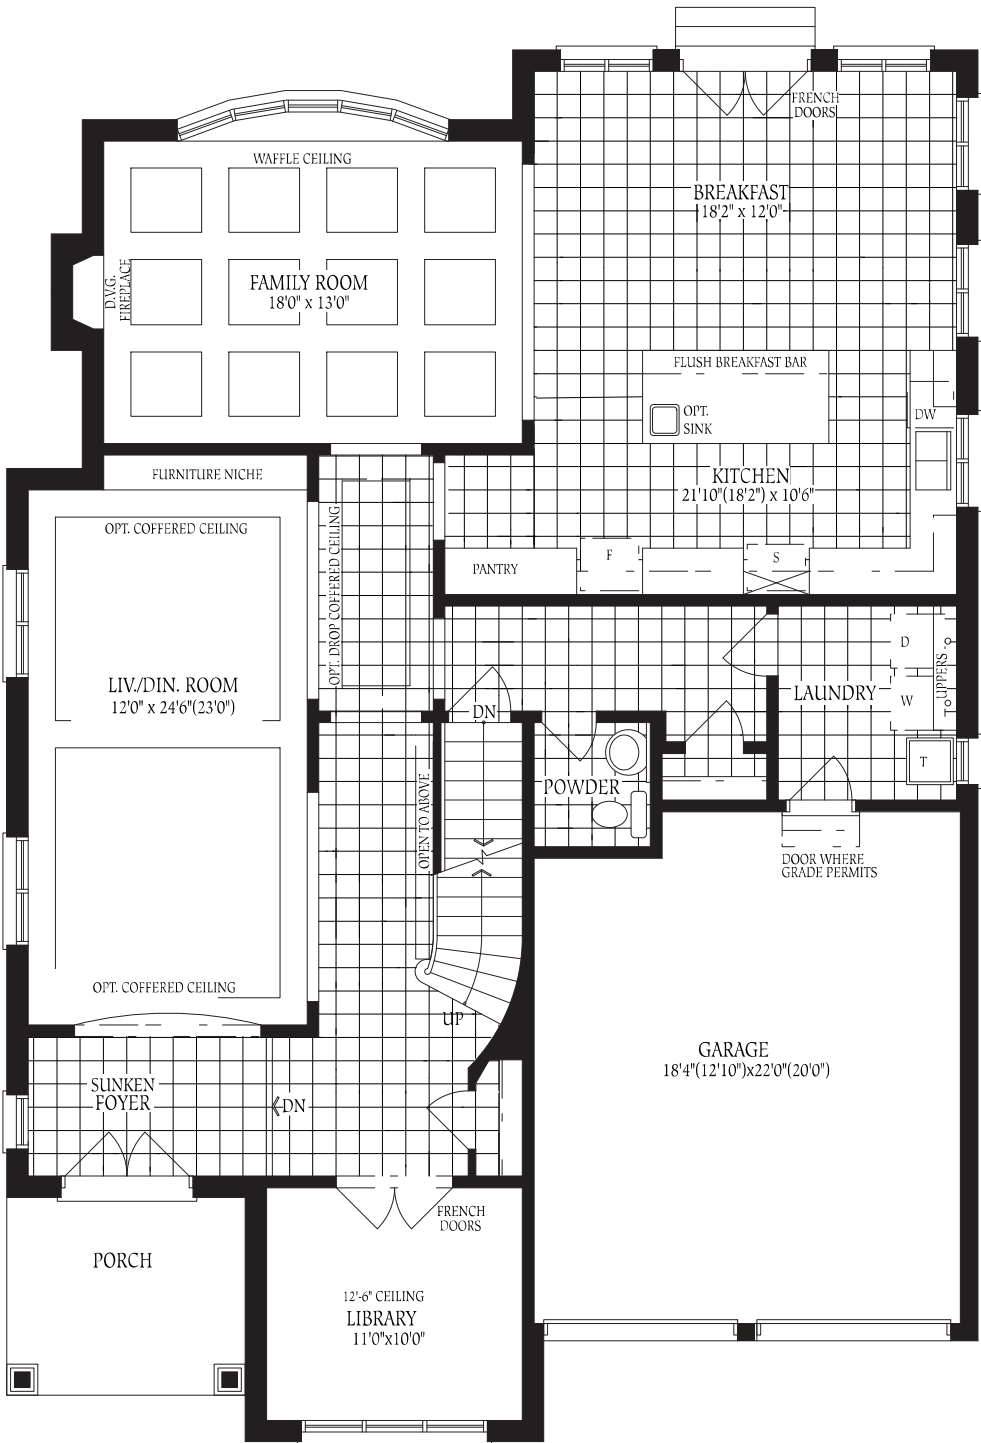 FRENCH
DOORS
WAFFLE CEILING
BREAKFAST
18'2" x 12'0"
D.V.G.
FIREPLACE
FAMILY ROOM
18'0" x 13'0"
FLUSH BREAKFAST BAR
OPT.
SINK
DW
FURNITURE NICHE
KITCHEN
21'10"(18'2") x 10'6"
OPT. COFFERED CEILING
OPT. DROP COFFERED CEILING
PANTRY
F
S
LIV./DIN. ROOM
12'0" x 24'6"(23'0")
DN
LAUNDRY
D
W
UPPERS
T
POWDER
OPEN TO ABOVE
DOOR WHERE
GRADE PERMITS
OPT. COFFERED CEILING
UP
GARAGE
18'4"(12'10")x22'0"(20'0")
SUNKEN
FOYER
DN
FRENCH
DOORS
PORCH
12'-6" CEILING
LIBRARY
11'0"x10'0"